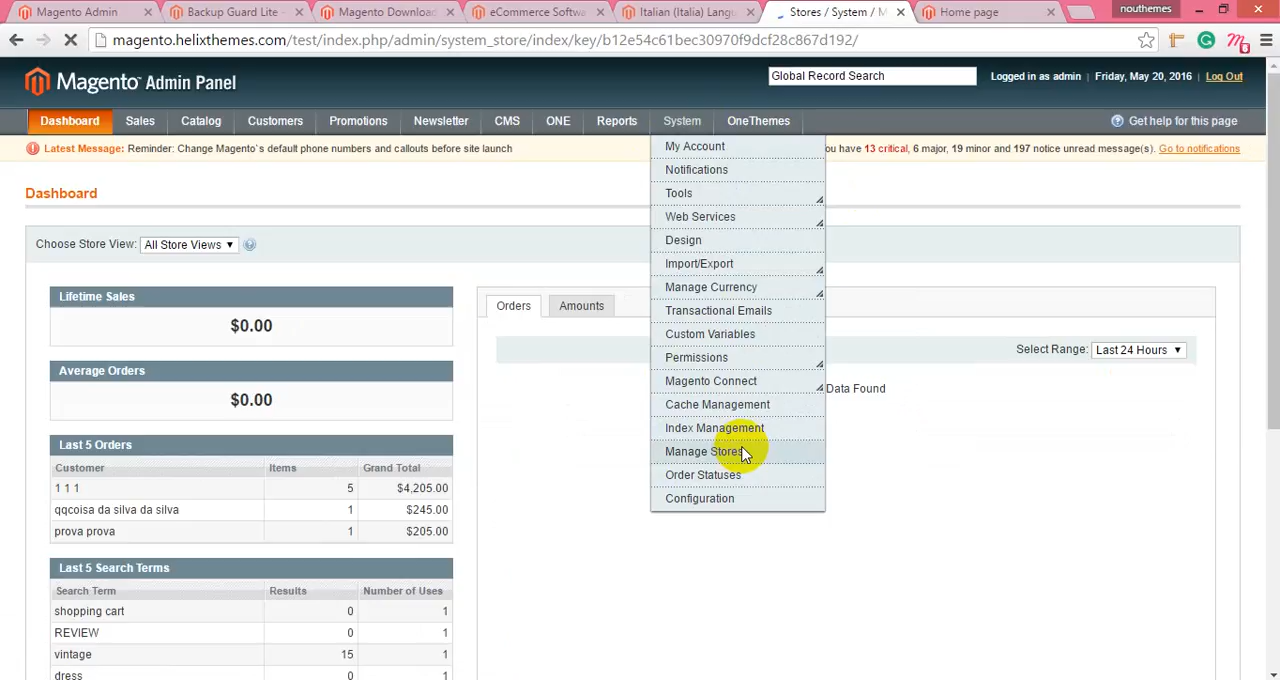 Magento Admin
Backup Guard Lite
Magento Download
eCommerce Softwa
Italian (Italia) Langu
Stores / System / M
Home page
nouthemes
magento.helixthemes.com/test/index.php/admin/system_store/index/key/b12e54c61bec30970f9dcf28c867d192/
Magento Admin Panel
Global Record Search
Logged in as admin | Friday, May 20, 2016 | Log Out
Dashboard Sales Catalog Customers Promotions Newsletter CMS ONE Reports System OneThemes
Get help for this page
Latest Message: Reminder: Change Magento`s default phone numbers and callouts before site launch
ou have 13 critical, 6 major, 19 minor and 197 notice unread message(s). Go to notifications
My Account
Notifications
Tools
Web Services
Design
Import/Export
Manage Currency
Transactional Emails
Custom Variables
Permissions
Magento Connect
Cache Management
Index Management
Manage Stores
Order Statuses
Configuration
Dashboard
Choose Store View: All Store Views
Lifetime Sales
$0.00
Average Orders
$0.00
Last 5 Orders
Customer Items Grand Total
1 1 1 5 $4,205.00
qqcoisa da silva da silva 1 $245.00
prova prova 1 $205.00
Last 5 Search Terms
Search Term Results Number of Uses
shopping cart 0 1
REVIEW 0 1
vintage 15 1
dress 0 1
Orders Amounts
Select Range: Last 24 Hours
Data Found